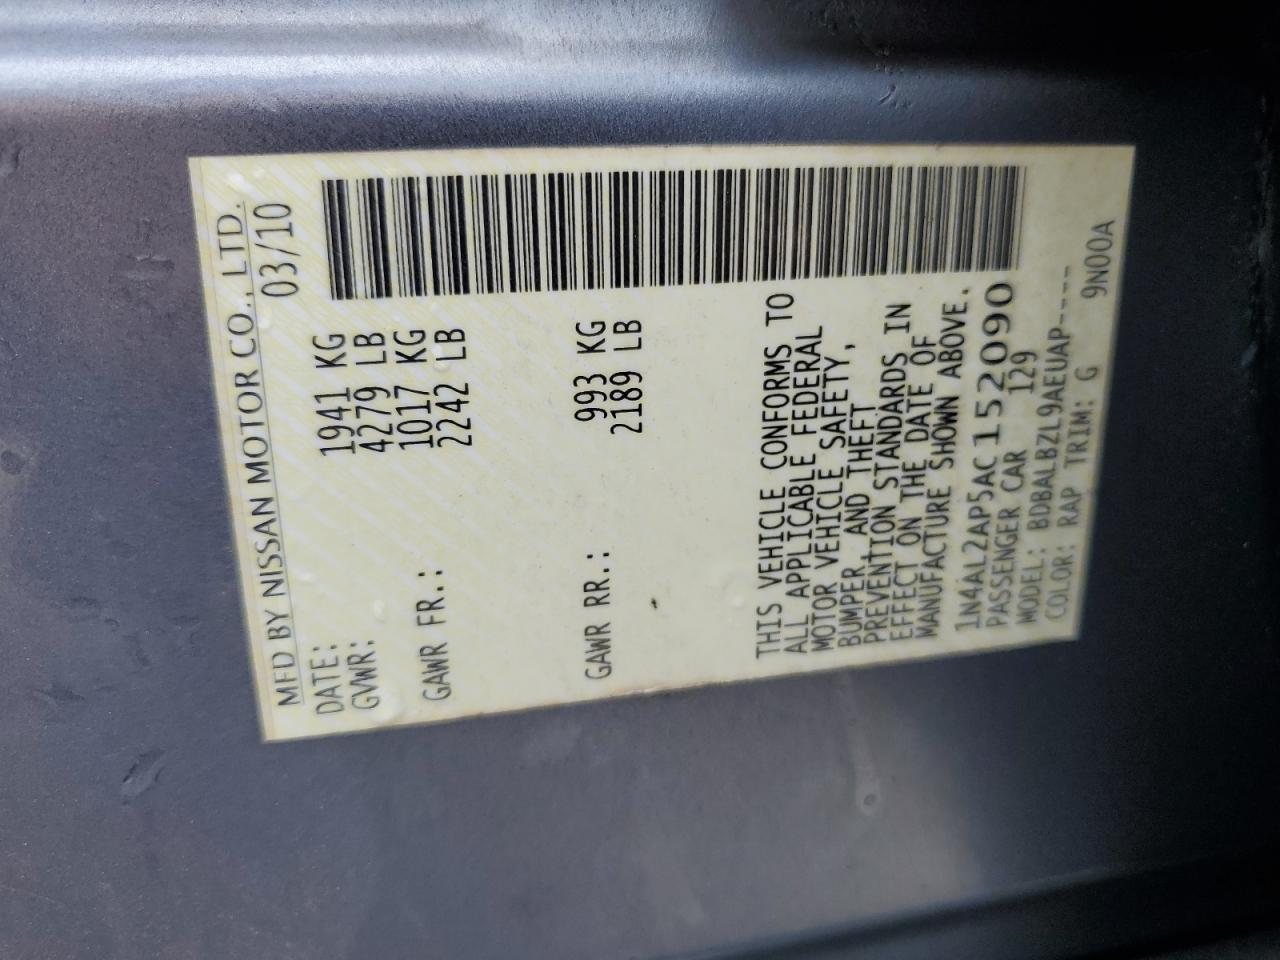 MFD BY NISSAN MOTOR CO., LTD.
DATE: 03/10
GVWR: 1941 KG
4279 LB
GAWR FR.: 1017 KG
2242 LB
GAWR RR.: 993 KG
2189 LB
THIS VEHICLE CONFORMS TO
ALL APPLICABLE FEDERAL
MOTOR VEHICLE SAFETY,
BUMPER, AND THEFT
PREVENTION STANDARDS IN
EFFECT ON THE DATE OF
MANUFACTURE SHOWN ABOVE.
1N4AL2AP5AC152090
PASSENGER CAR 129
MODEL: BDBALBZL9AEUAP----
COLOR: RAP TRIM: G 9N00A